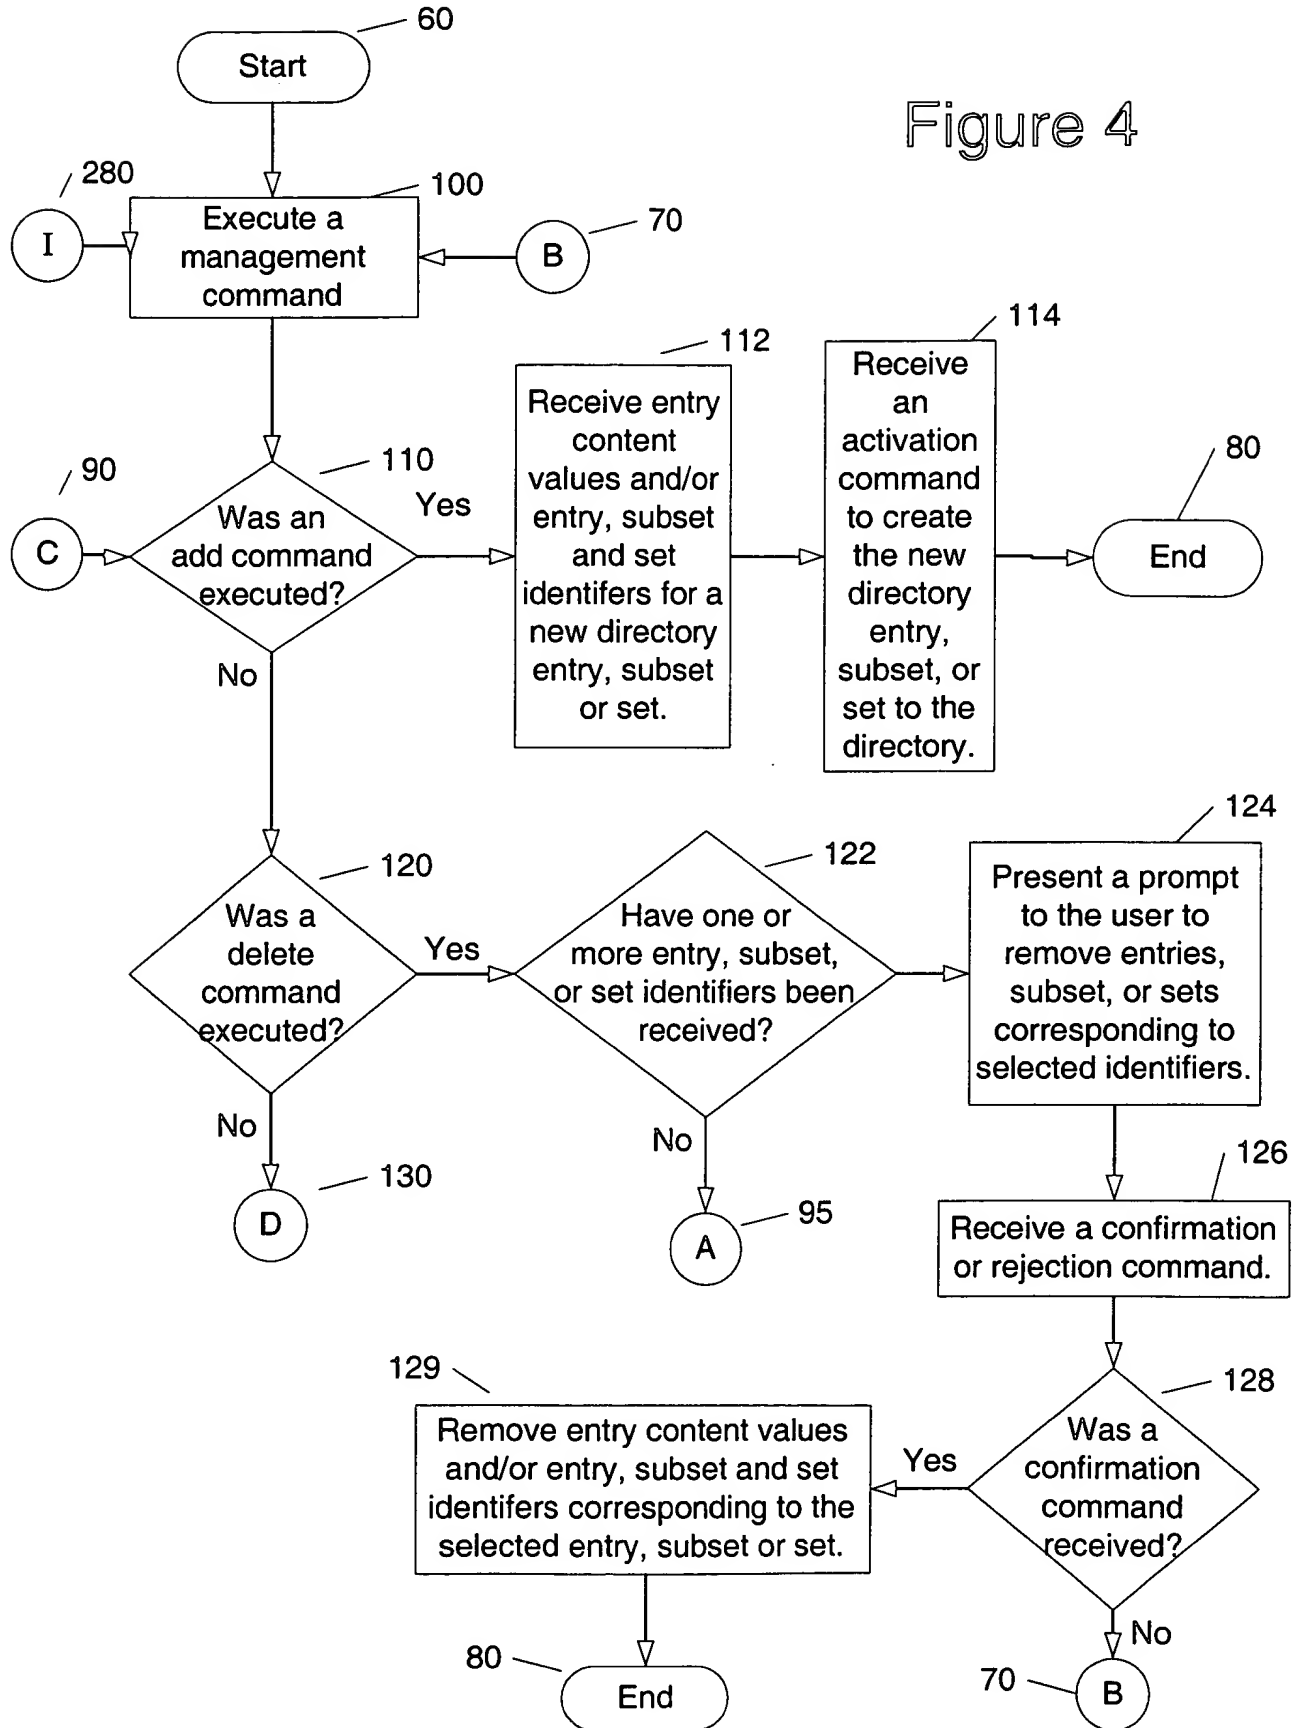 60
Start
Figure 4
280
100
I
Execute a
management
command
70
B
112
114
Receive entry
content
values and/or
entry, subset
and set
identifers for a
new directory
entry, subset
or set.
Receive
an
activation
command
to create
the new
directory
entry,
subset, or
set to the
directory.
80
End
90
C
110
Was an
add command
executed?
Yes
No
120
Was a
delete
command
executed?
Yes
122
Have one or
more entry, subset,
or set identifiers been
received?
124
Present a prompt
to the user to
remove entries,
subset, or sets
corresponding to
selected identifiers.
No
D
130
No
A
95
126
Receive a confirmation
or rejection command.
129
Remove entry content values
and/or entry, subset and set
identifers corresponding to the
selected entry, subset or set.
Yes
128
Was a
confirmation
command
received?
80
End
No
70
B